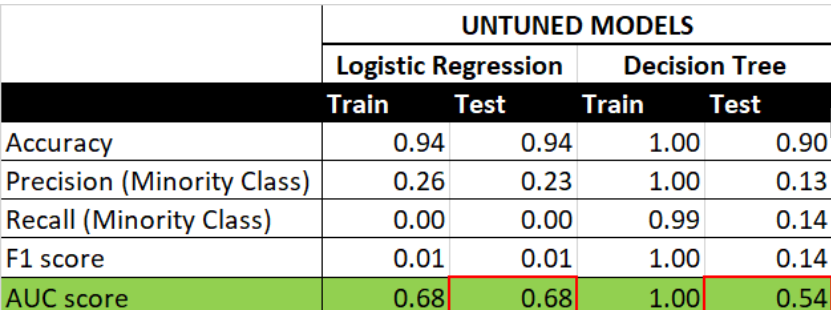 UNTUNED MODELS
Logistic Regression Decision Tree
Train Test Train Test
Accuracy 0.94 0.94 1.00 0.90
Precision (Minority Class) 0.26 0.23 1.00 0.13
Recall (Minority Class) 0.00 0.00 0.99 0.14
F1 score 0.01 0.01 1.00 0.14
AUC score 0.68 0.68 1.00 0.54